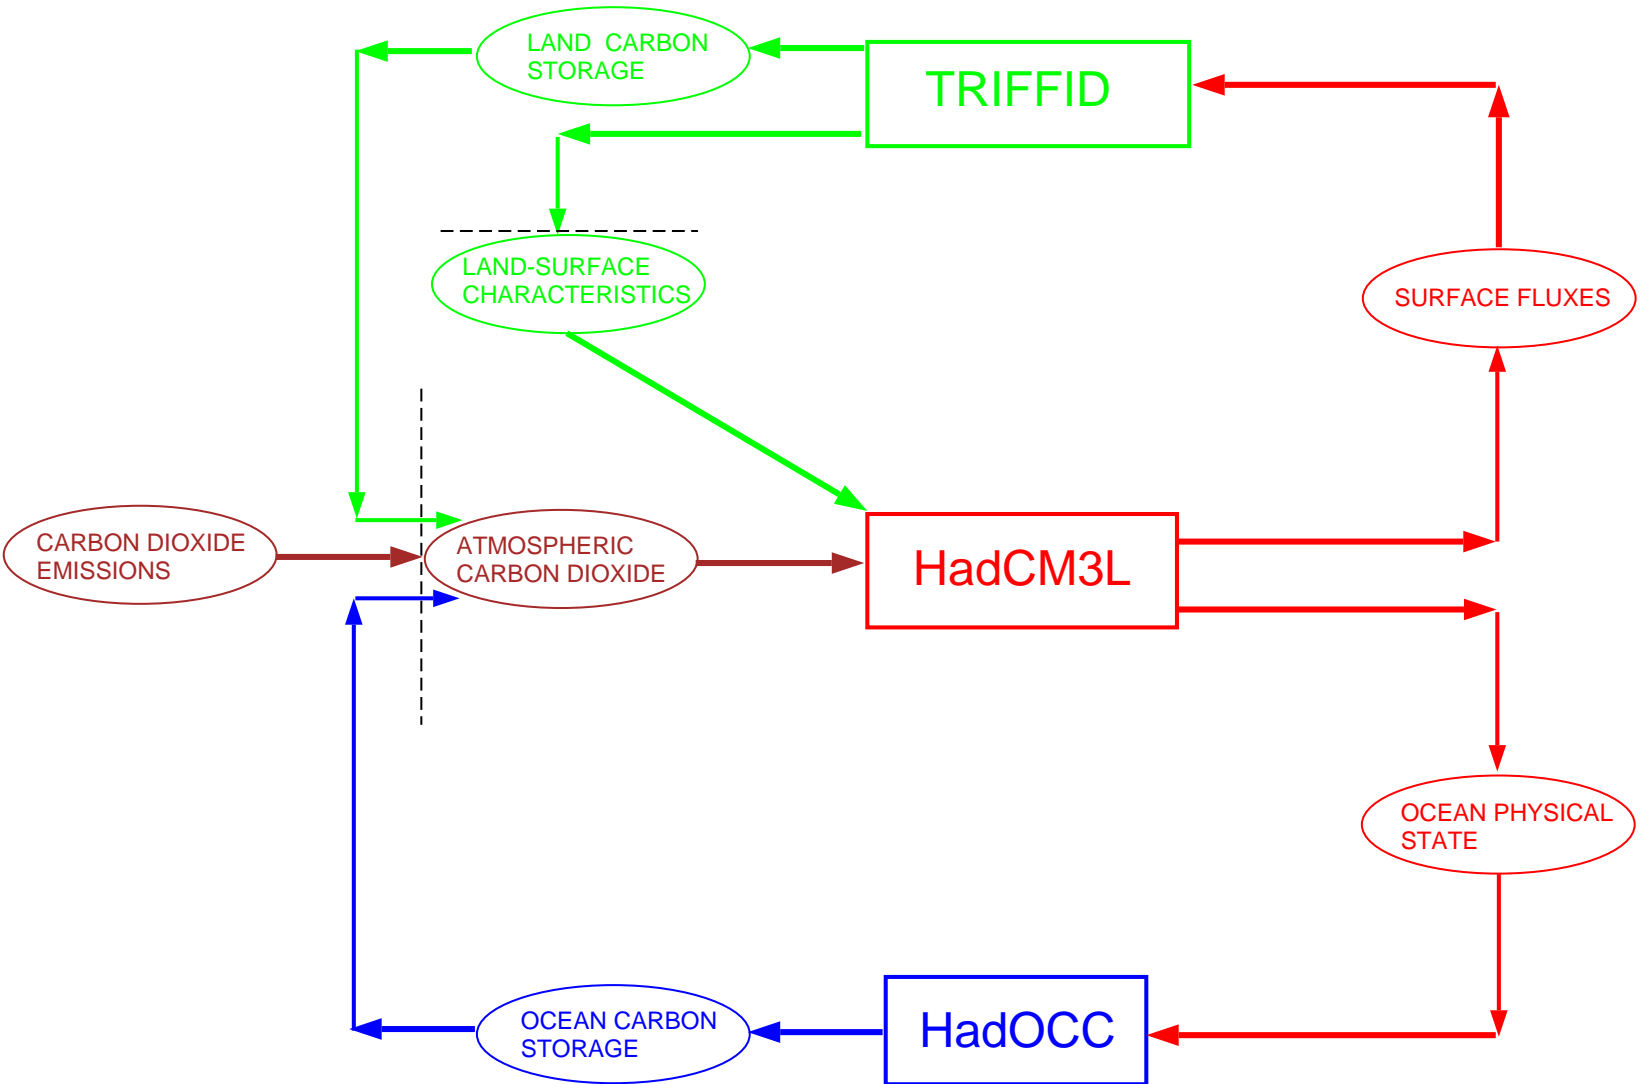 LAND CARBON
STORAGE
TRIFFID
LAND-SURFACE
CHARACTERISTICS
SURFACE FLUXES
CARBON DIOXIDE
EMISSIONS
ATMOSPHERIC
CARBON DIOXIDE
HadCM3L
OCEAN PHYSICAL
STATE
OCEAN CARBON
STORAGE
HadOCC